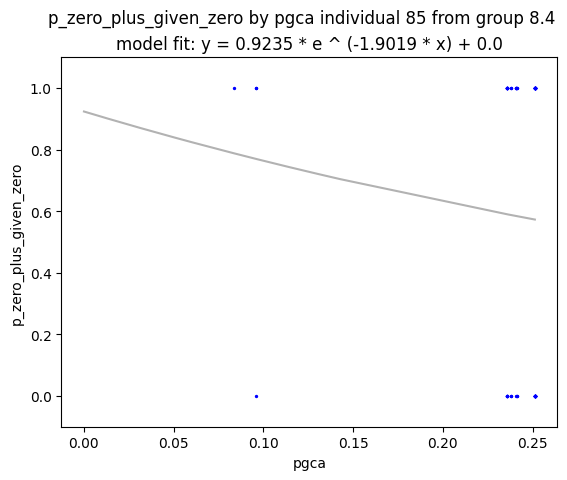 p_zero_plus_given_zero by pgca individual 85 from group 8.4
model fit: y = 0.9235 * e ^ (-1.9019 * x) + 0.0
1.0
0.8
0.6
0.4
0.2
0.0
p_zero_plus_given_zero
0.00 0.05 0.10 0.15 0.20 0.25
pgca